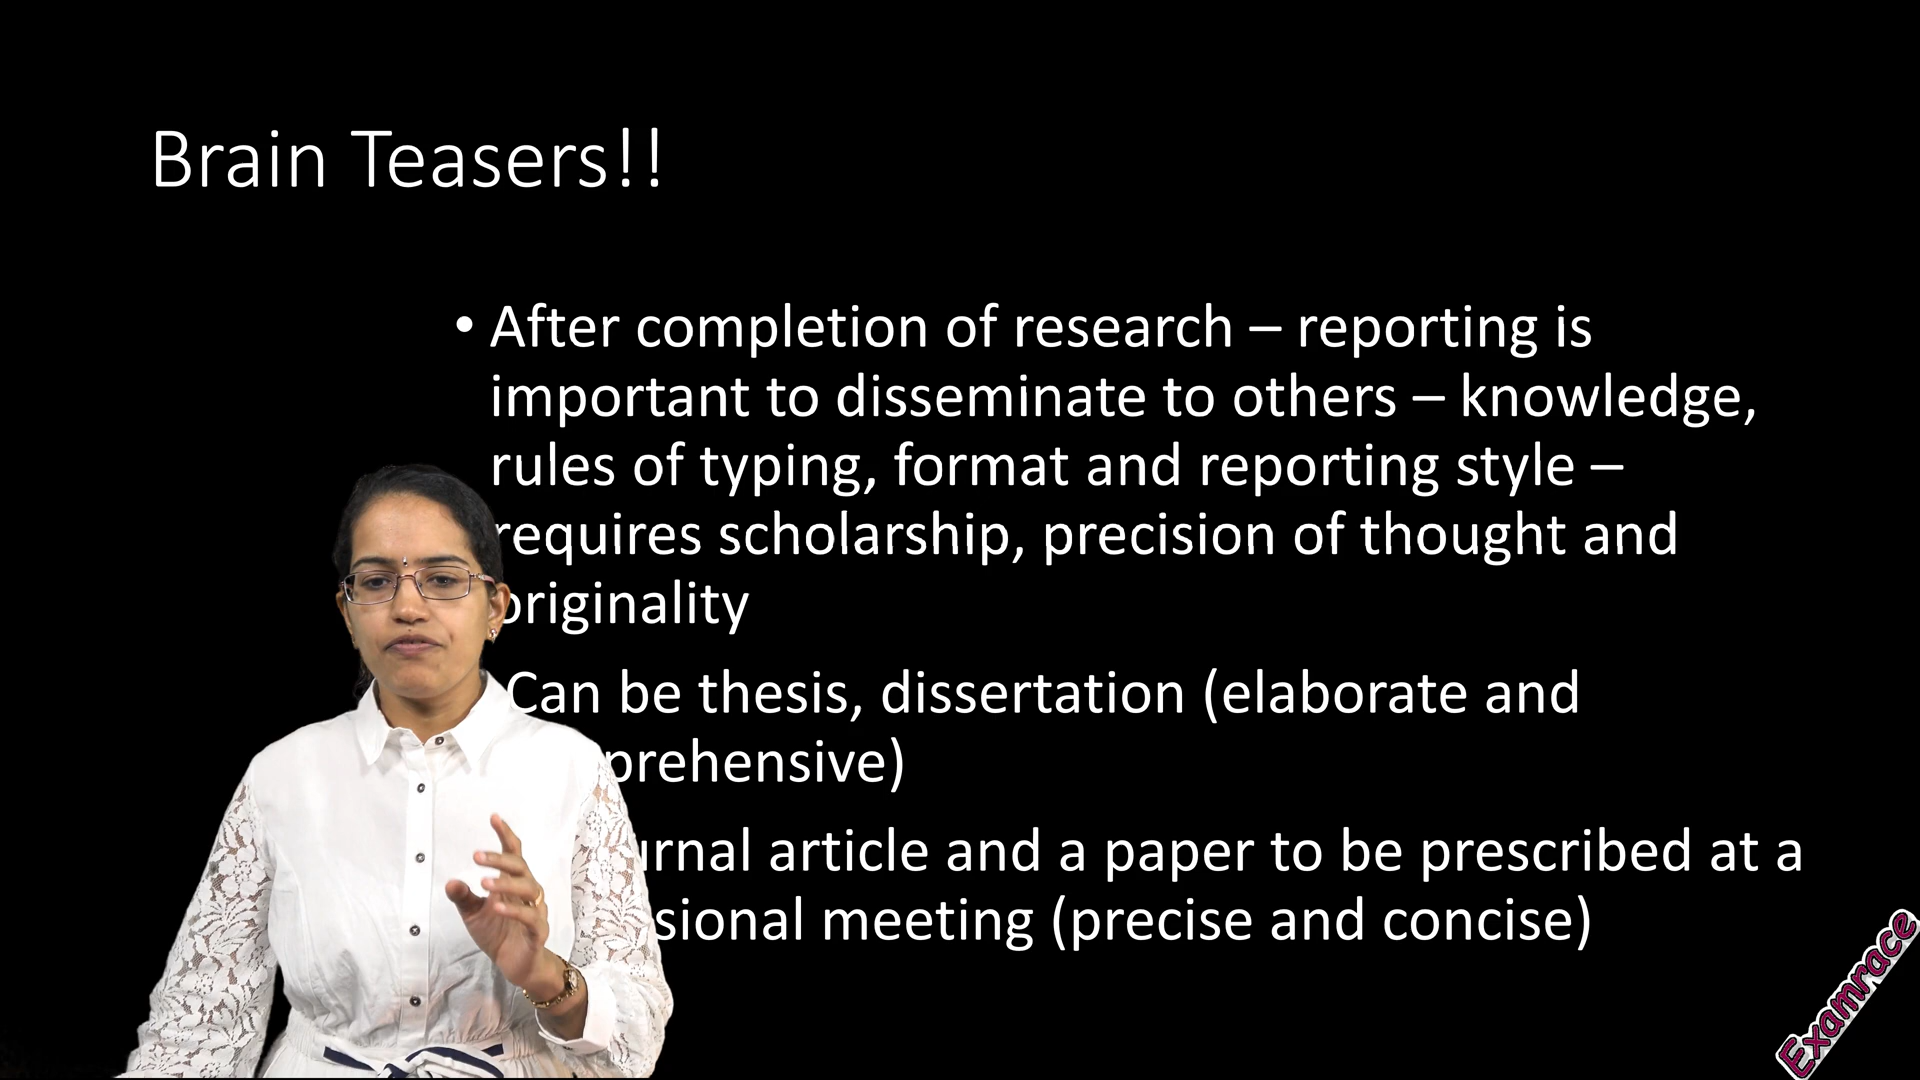 Brain Teasers!!
• After completion of research – reporting is
important to disseminate to others – knowledge,
rules of typing, format and reporting style –
requires scholarship, precision of thought and
originality
Can be thesis, dissertation (elaborate and
prehensive)
urnal article and a paper to be prescribed at a
sional meeting (precise and concise)
Examrace